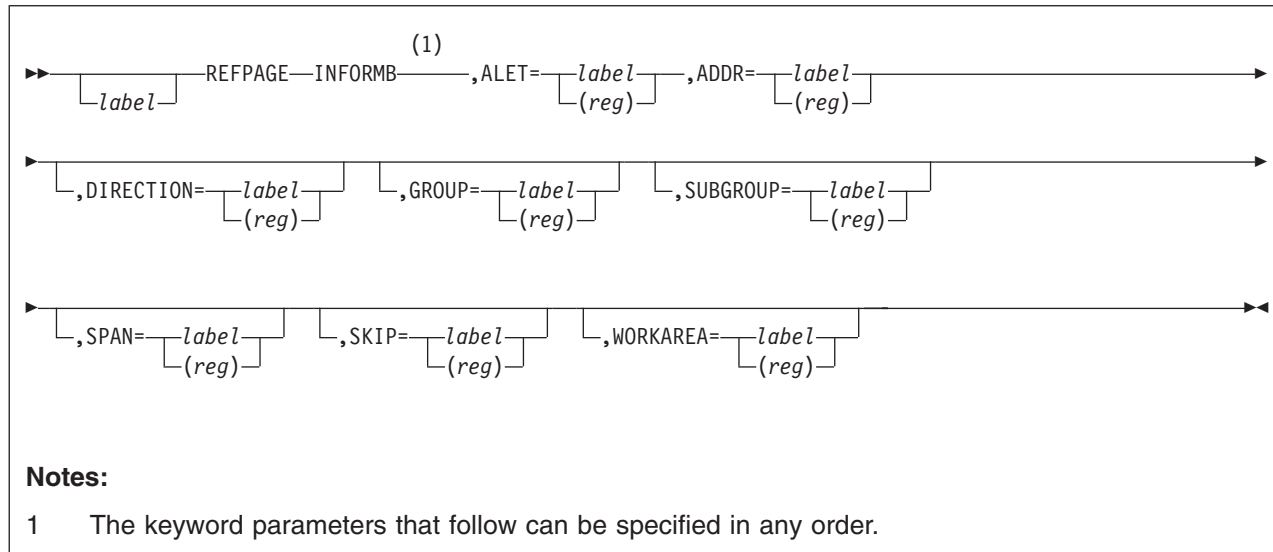 (1)
REFPAGE INFORMB ,ALET= label ,ADDR= label
label (reg) (reg)
,DIRECTION= label ,GROUP= label ,SUBGROUP= label
(reg) (reg) (reg)
,SPAN= label ,SKIP= label ,WORKAREA= label
(reg) (reg) (reg)
Notes:
1 The keyword parameters that follow can be specified in any order.